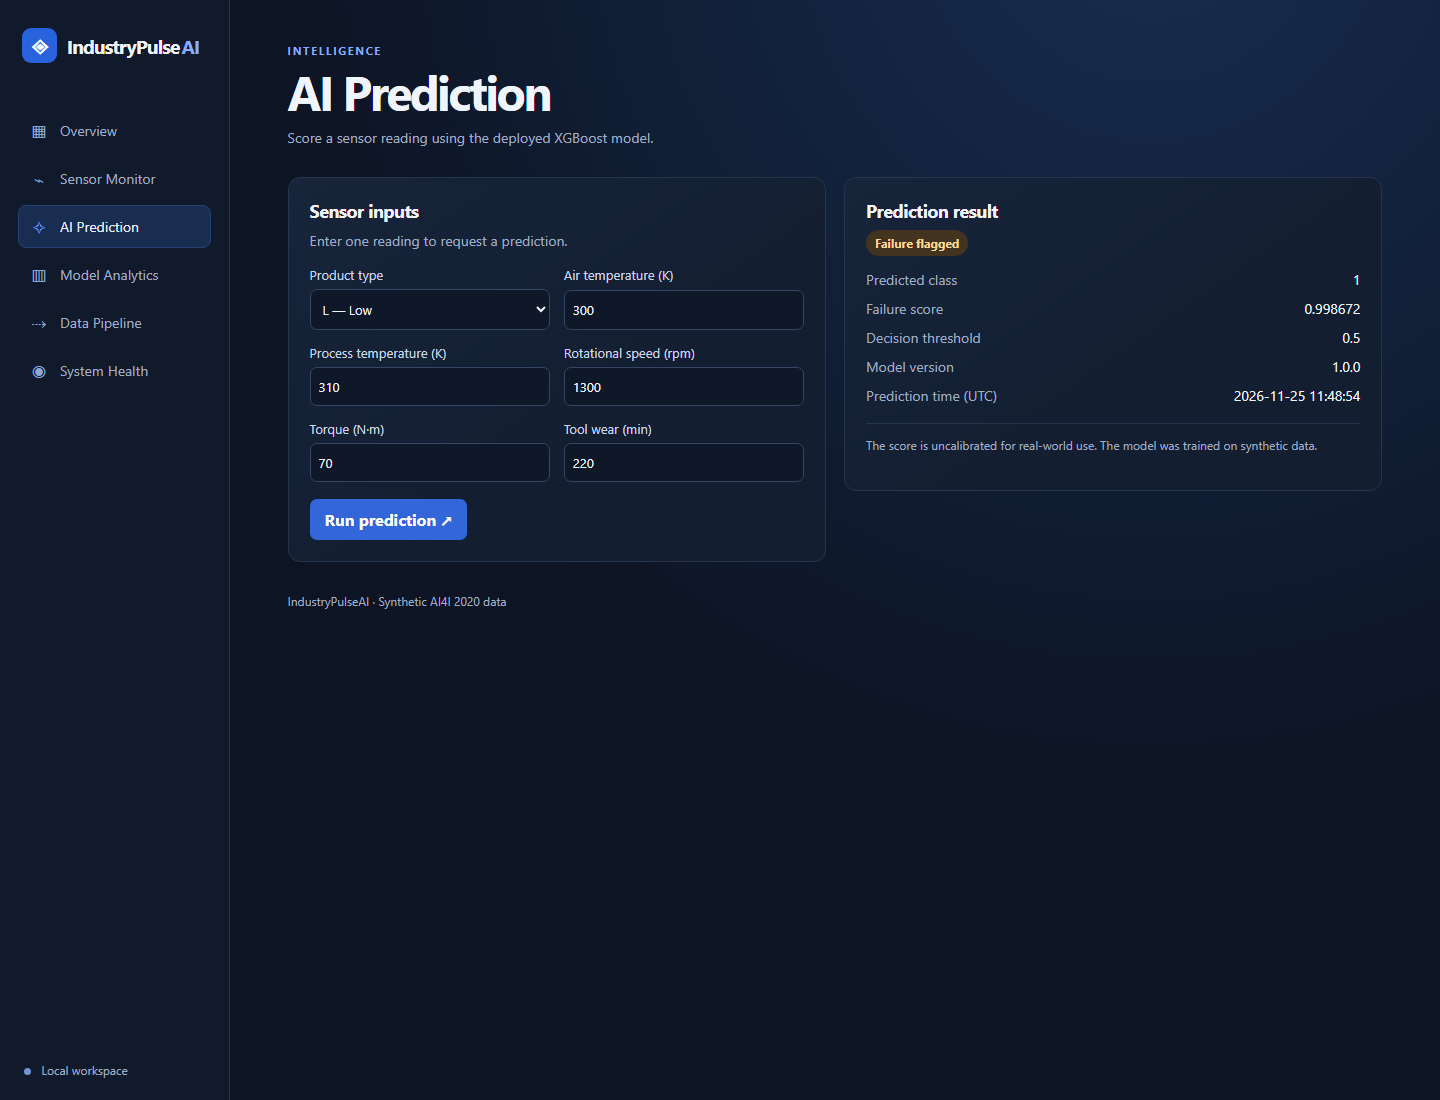 IndustryPulseAI
Overview
Sensor Monitor
AI Prediction
Model Analytics
Data Pipeline
System Health
Local workspace
INTELLIGENCE
AI Prediction
Score a sensor reading using the deployed XGBoost model.
Sensor inputs
Enter one reading to request a prediction.
Product type
L — Low
Air temperature (K)
300
Process temperature (K)
310
Rotational speed (rpm)
1300
Torque (N·m)
70
Tool wear (min)
220
Run prediction ↗
Prediction result
Failure flagged
Predicted class 1
Failure score 0.998672
Decision threshold 0.5
Model version 1.0.0
Prediction time (UTC) 2026-11-25 11:48:54
The score is uncalibrated for real-world use. The model was trained on synthetic data.
IndustryPulseAI · Synthetic AI4I 2020 data